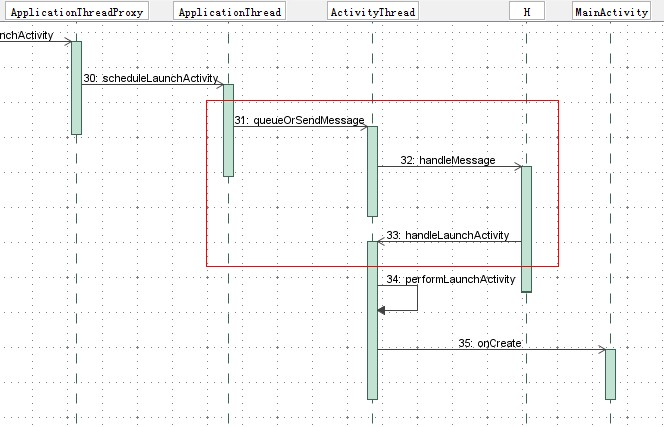 ApplicationThreadProxy
ApplicationThread
ActivityThread
H
MainActivity
nchActivity
30: scheduleLaunchActivity
31: queueOrSendMessage
32: handleMessage
33: handleLaunchActivity
34: performLaunchActivity
35: onCreate